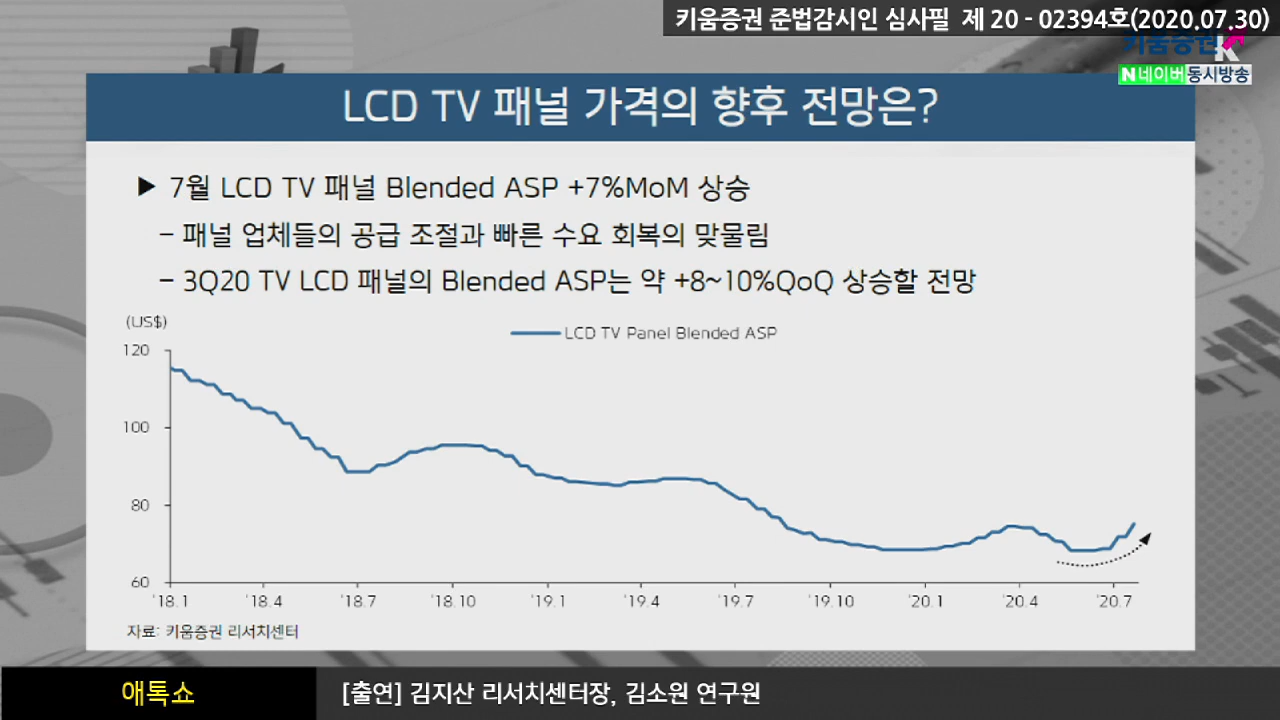 키움증권 준법감시인 심사필 제 20 - 02394호(2020.07.30)
키움증권
N 네이버 동시방송
LCD TV 패널 가격의 향후 전망은?
▶ 7월 LCD TV 패널 Blended ASP +7%MoM 상승
- 패널 업체들의 공급 조절과 빠른 수요 회복의 맞물림
- 3Q20 TV LCD 패널의 Blended ASP는 약 +8~10%QoQ 상승할 전망
(US$)
LCD TV Panel Blended ASP
120
100
80
60
'18.1 '18.4 '18.7 '18.10 '19.1 '19.4 '19.7 '19.10 '20.1 '20.4 '20.7
자료: 키움증권 리서치센터
애톡쇼
[출연] 김지산 리서치센터장, 김소원 연구원